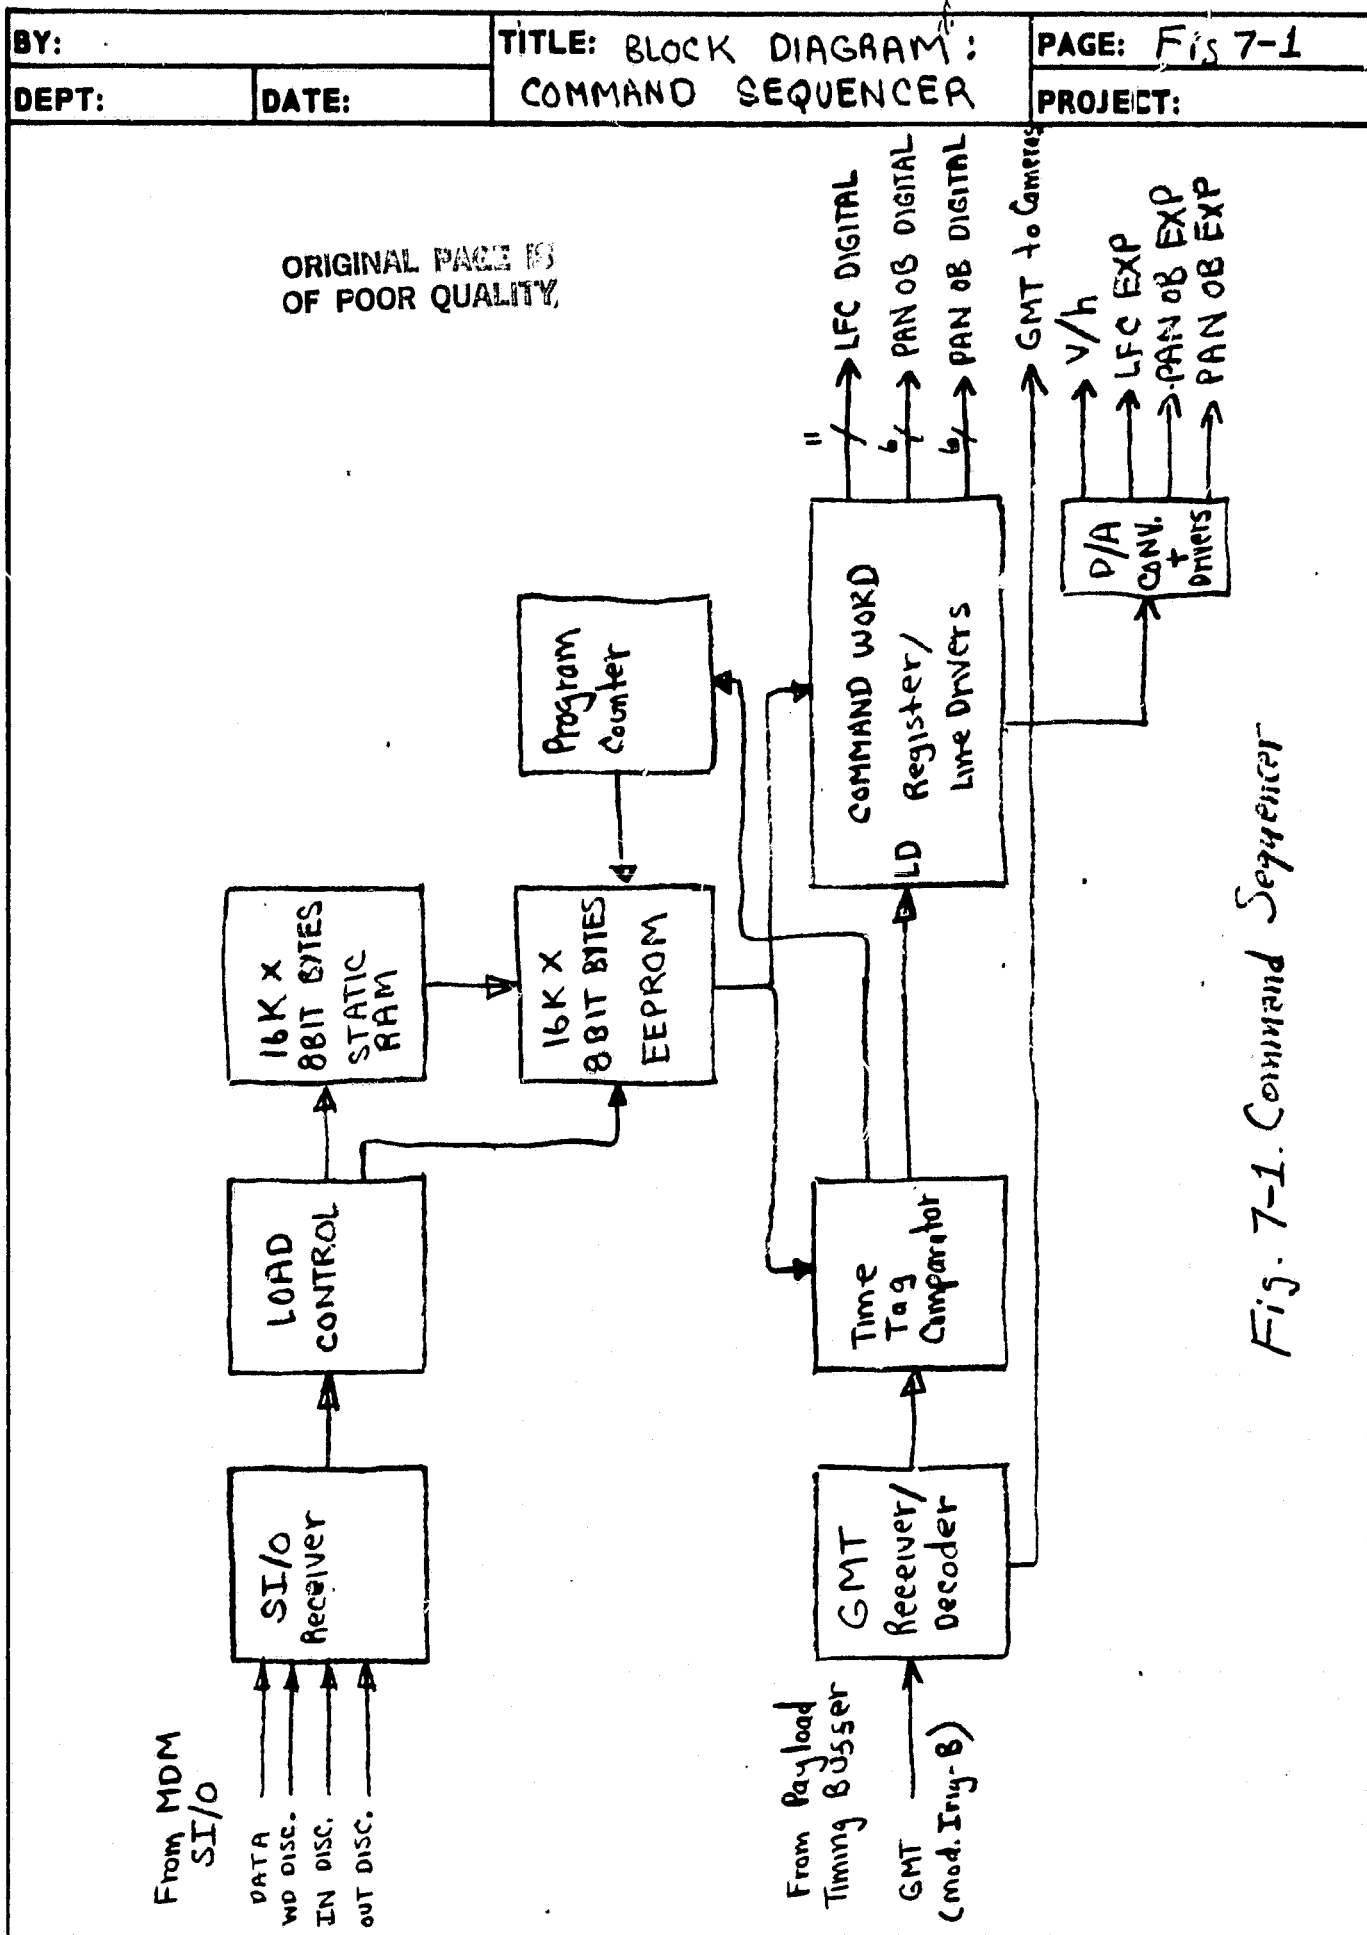 BY:
TITLE: BLOCK DIAGRAM:
COMMAND SEQUENCER
PAGE: Fig 7-1
DEPT:
DATE:
PROJECT:
ORIGINAL PAGE IS
OF POOR QUALITY
From MDM
SI/O
DATA
WD DISC.
IN DISC.
OUT DISC.
SI/O
Receiver
LOAD
CONTROL
16K X
8BIT BYTES
STATIC
RAM
16K X
8BIT BYTES
EEPROM
Program
Counter
From Payload
Timing Busser
GMT
(mod. Irig-B)
GMT
Receiver/
Decoder
Time
Tag
Comparitor
COMMAND WORD
LD Register/
Line Drivers
11
LFC DIGITAL
6
PAN OB DIGITAL
6
PAN OB DIGITAL
GMT to Cameras
D/A
CONV.
+
Drivers
V/h
LFC EXP
PAN OB EXP
PAN OB EXP
Fig. 7-1. Command Sequencer